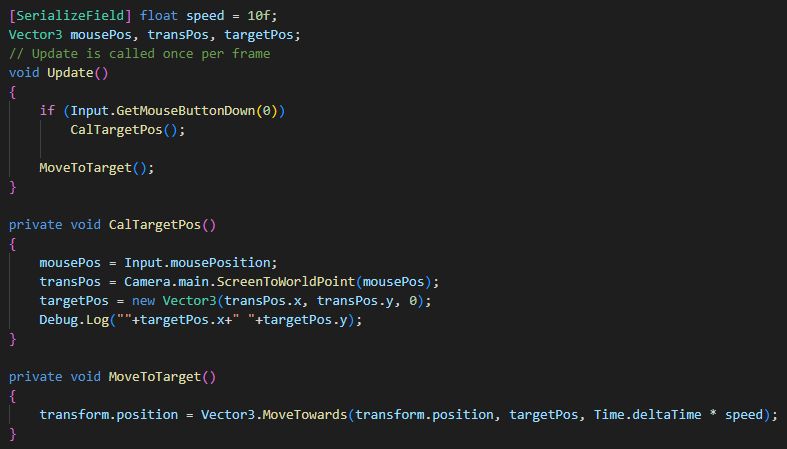 [SerializeField] float speed = 10f;
Vector3 mousePos, transPos, targetPos;
// Update is called once per frame
void Update()
{
    if (Input.GetMouseButtonDown(0))
        CalTargetPos();

    MoveToTarget();
}

private void CalTargetPos()
{
    mousePos = Input.mousePosition;
    transPos = Camera.main.ScreenToWorldPoint(mousePos);
    targetPos = new Vector3(transPos.x, transPos.y, 0);
    Debug.Log(""+targetPos.x+" "+targetPos.y);
}

private void MoveToTarget()
{
    transform.position = Vector3.MoveTowards(transform.position, targetPos, Time.deltaTime * speed);
}